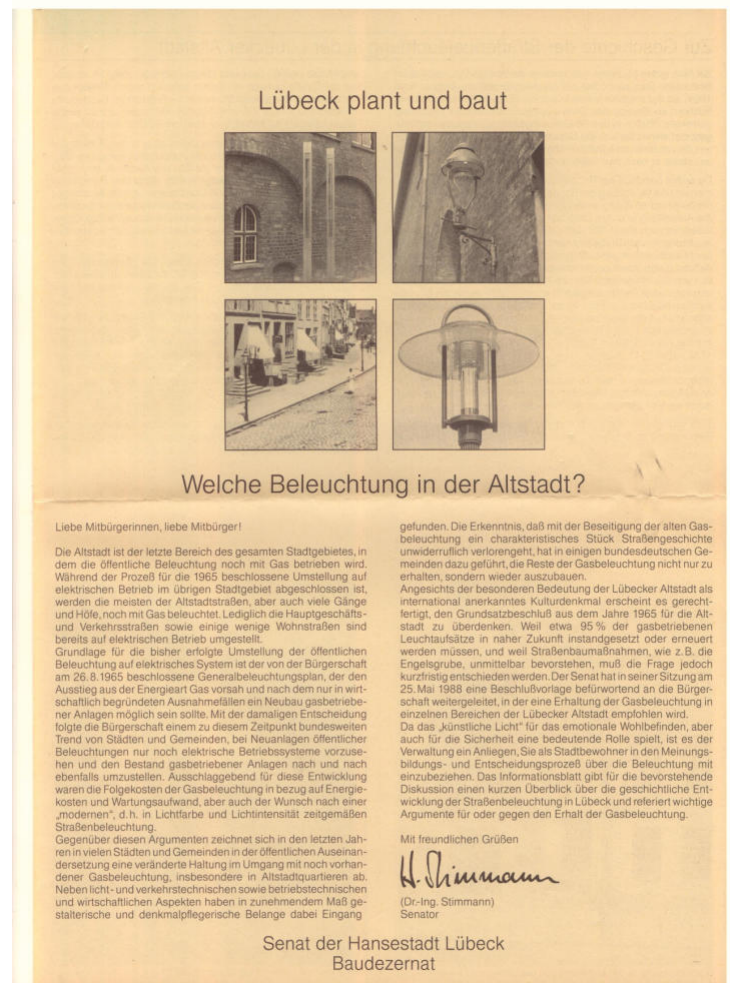 Lübeck plant und baut
Welche Beleuchtung in der Altstadt?
Liebe Mitbürgerinnen, liebe Mitbürger!
Die Altstadt ist der letzte Bereich des gesamten Stadtgebietes, in
dem die öffentliche Beleuchtung noch mit Gas betrieben wird.
Während der Prozeß für die 1965 beschlossene Umstellung auf
elektrischen Betrieb im übrigen Stadtgebiet abgeschlossen ist,
werden die meisten der Altstadtstraßen, aber auch viele Gänge
und Höfe, noch mit Gas beleuchtet. Lediglich die Hauptgeschäfts-
und Verkehrsstraßen sowie einige wenige Wohnstraßen sind
bereits auf elektrischen Betrieb umgestellt.
Grundlage für die bisher erfolgte Umstellung der öffentlichen
Beleuchtung auf elektrisches System ist der von der Bürgerschaft
am 26.8.1965 beschlossene Generalbeleuchtungsplan, der den
Ausstieg aus der Energieart Gas vorsah und nach dem nur in wirt-
schaftlich begründeten Ausnahmefällen ein Neubau gasbetriebe-
ner Anlagen möglich sein sollte. Mit der damaligen Entscheidung
folgte die Bürgerschaft einem zu diesem Zeitpunkt bundesweiten
Trend von Städten und Gemeinden, bei Neuanlagen öffentlicher
Beleuchtungen nur noch elektrische Betriebssysteme vorzuse-
hen und den Bestand gasbetriebener Anlagen nach und nach
ebenfalls umzustellen. Ausschlaggebend für diese Entwicklung
waren die Folgekosten der Gasbeleuchtung in bezug auf Energie-
kosten und Wartungsaufwand, aber auch der Wunsch nach einer
„modernen", d.h. in Lichtfarbe und Lichtintensität zeitgemäßen
Straßenbeleuchtung.
Gegenüber diesen Argumenten zeichnet sich in den letzten Jah-
ren in vielen Städten und Gemeinden in der öffentlichen Auseinan-
dersetzung eine veränderte Haltung im Umgang mit noch vorhan-
dener Gasbeleuchtung, insbesondere in Altstadtquartieren ab.
Neben licht- und verkehrstechnischen sowie betriebstechnischen
und wirtschaftlichen Aspekten haben in zunehmendem Maß ge-
stalterische und denkmalpflegerische Belange dabei Eingang
gefunden. Die Erkenntnis, daß mit der Beseitigung der alten Gas-
beleuchtung ein charakteristisches Stück Straßengeschichte
unwiderruflich verlorengeht, hat in einigen bundesdeutschen Ge-
meinden dazu geführt, die Reste der Gasbeleuchtung nicht nur zu
erhalten, sondern wieder auszubauen.
Angesichts der besonderen Bedeutung der Lübecker Altstadt als
international anerkanntes Kulturdenkmal erscheint es gerecht-
fertigt, den Grundsatzbeschluß aus dem Jahre 1965 für die Alt-
stadt zu überdenken. Weil etwa 95 % der gasbetriebenen
Leuchtaufsätze in naher Zukunft instandgesetzt oder erneuert
werden müssen, und weil Straßenbaumaßnahmen, wie z.B. die
Engelsgrube, unmittelbar bevorstehen, muß die Frage jedoch
kurzfristig entschieden werden. Der Senat hat in seiner Sitzung am
25. Mai 1988 eine Beschlußvorlage befürwortend an die Bürger-
schaft weitergeleitet, in der eine Erhaltung der Gasbeleuchtung in
einzelnen Bereichen der Lübecker Altstadt empfohlen wird.
Da das „künstliche Licht" für das emotionale Wohlbefinden, aber
auch für die Sicherheit eine bedeutende Rolle spielt, ist es der
Verwaltung ein Anliegen, Sie als Stadtbewohner in den Meinungs-
bildungs- und Entscheidungsprozeß über die Beleuchtung mit
einzubeziehen. Das Informationsblatt gibt für die bevorstehende
Diskussion einen kurzen Überblick über die geschichtliche Ent-
wicklung der Straßenbeleuchtung in Lübeck und referiert wichtige
Argumente für oder gegen den Erhalt der Gasbeleuchtung.
Mit freundlichen Grüßen
H. Stimmann
(Dr.-Ing. Stimmann)
Senator
Senat der Hansestadt Lübeck
Baudezernat